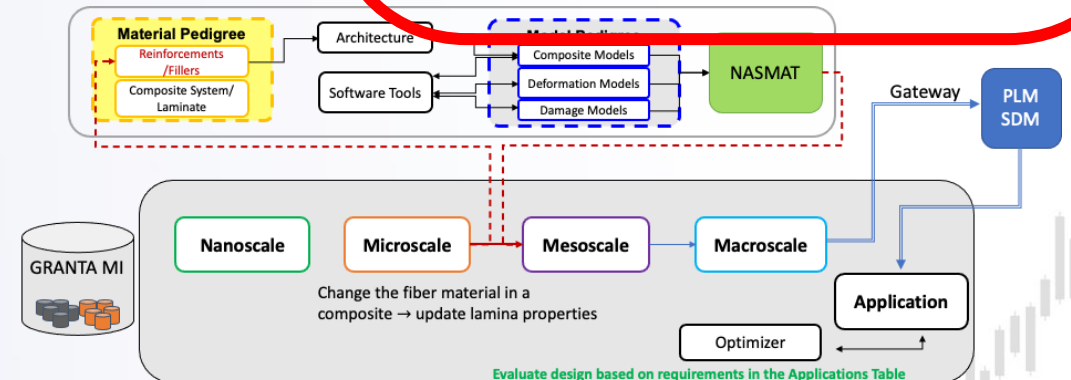 Material Pedigree
Reinforcements
/Fillers
Composite System/
Laminate
Architecture
Software Tools
Composite Models
Deformation Models
Damage Models
NASMAT
Gateway
PLM
SDM
GRANTA MI
Nanoscale
Microscale
Mesoscale
Macroscale
Change the fiber material in a
composite → update lamina properties
Application
Optimizer
Evaluate design based on requirements in the Applications Table